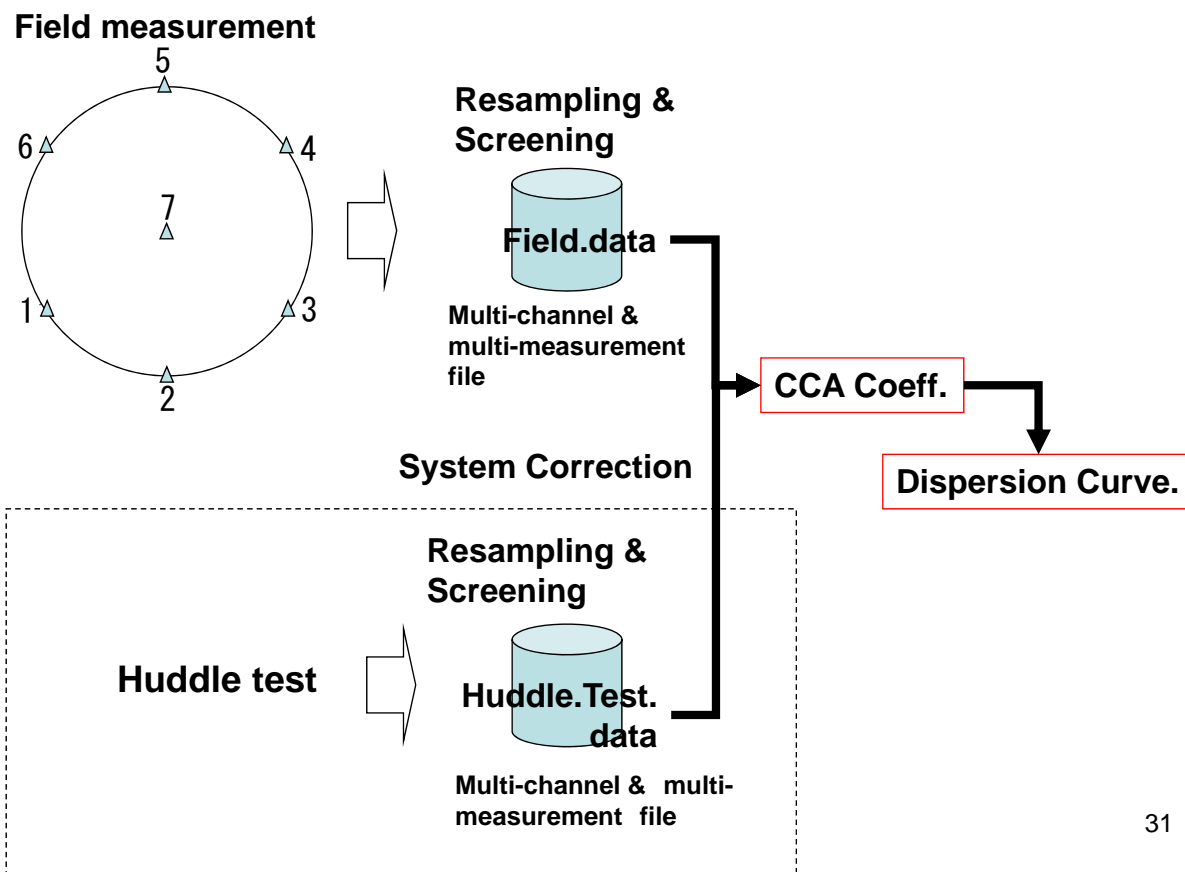 Field measurement
5
6
4
7
1
3
2
Resampling &
Screening
Field.data
Multi-channel &
multi-measurement
file
CCA Coeff.
System Correction
Dispersion Curve.
Resampling &
Screening
Huddle test
Huddle.Test.
data
Multi-channel & multi-
measurement file
31